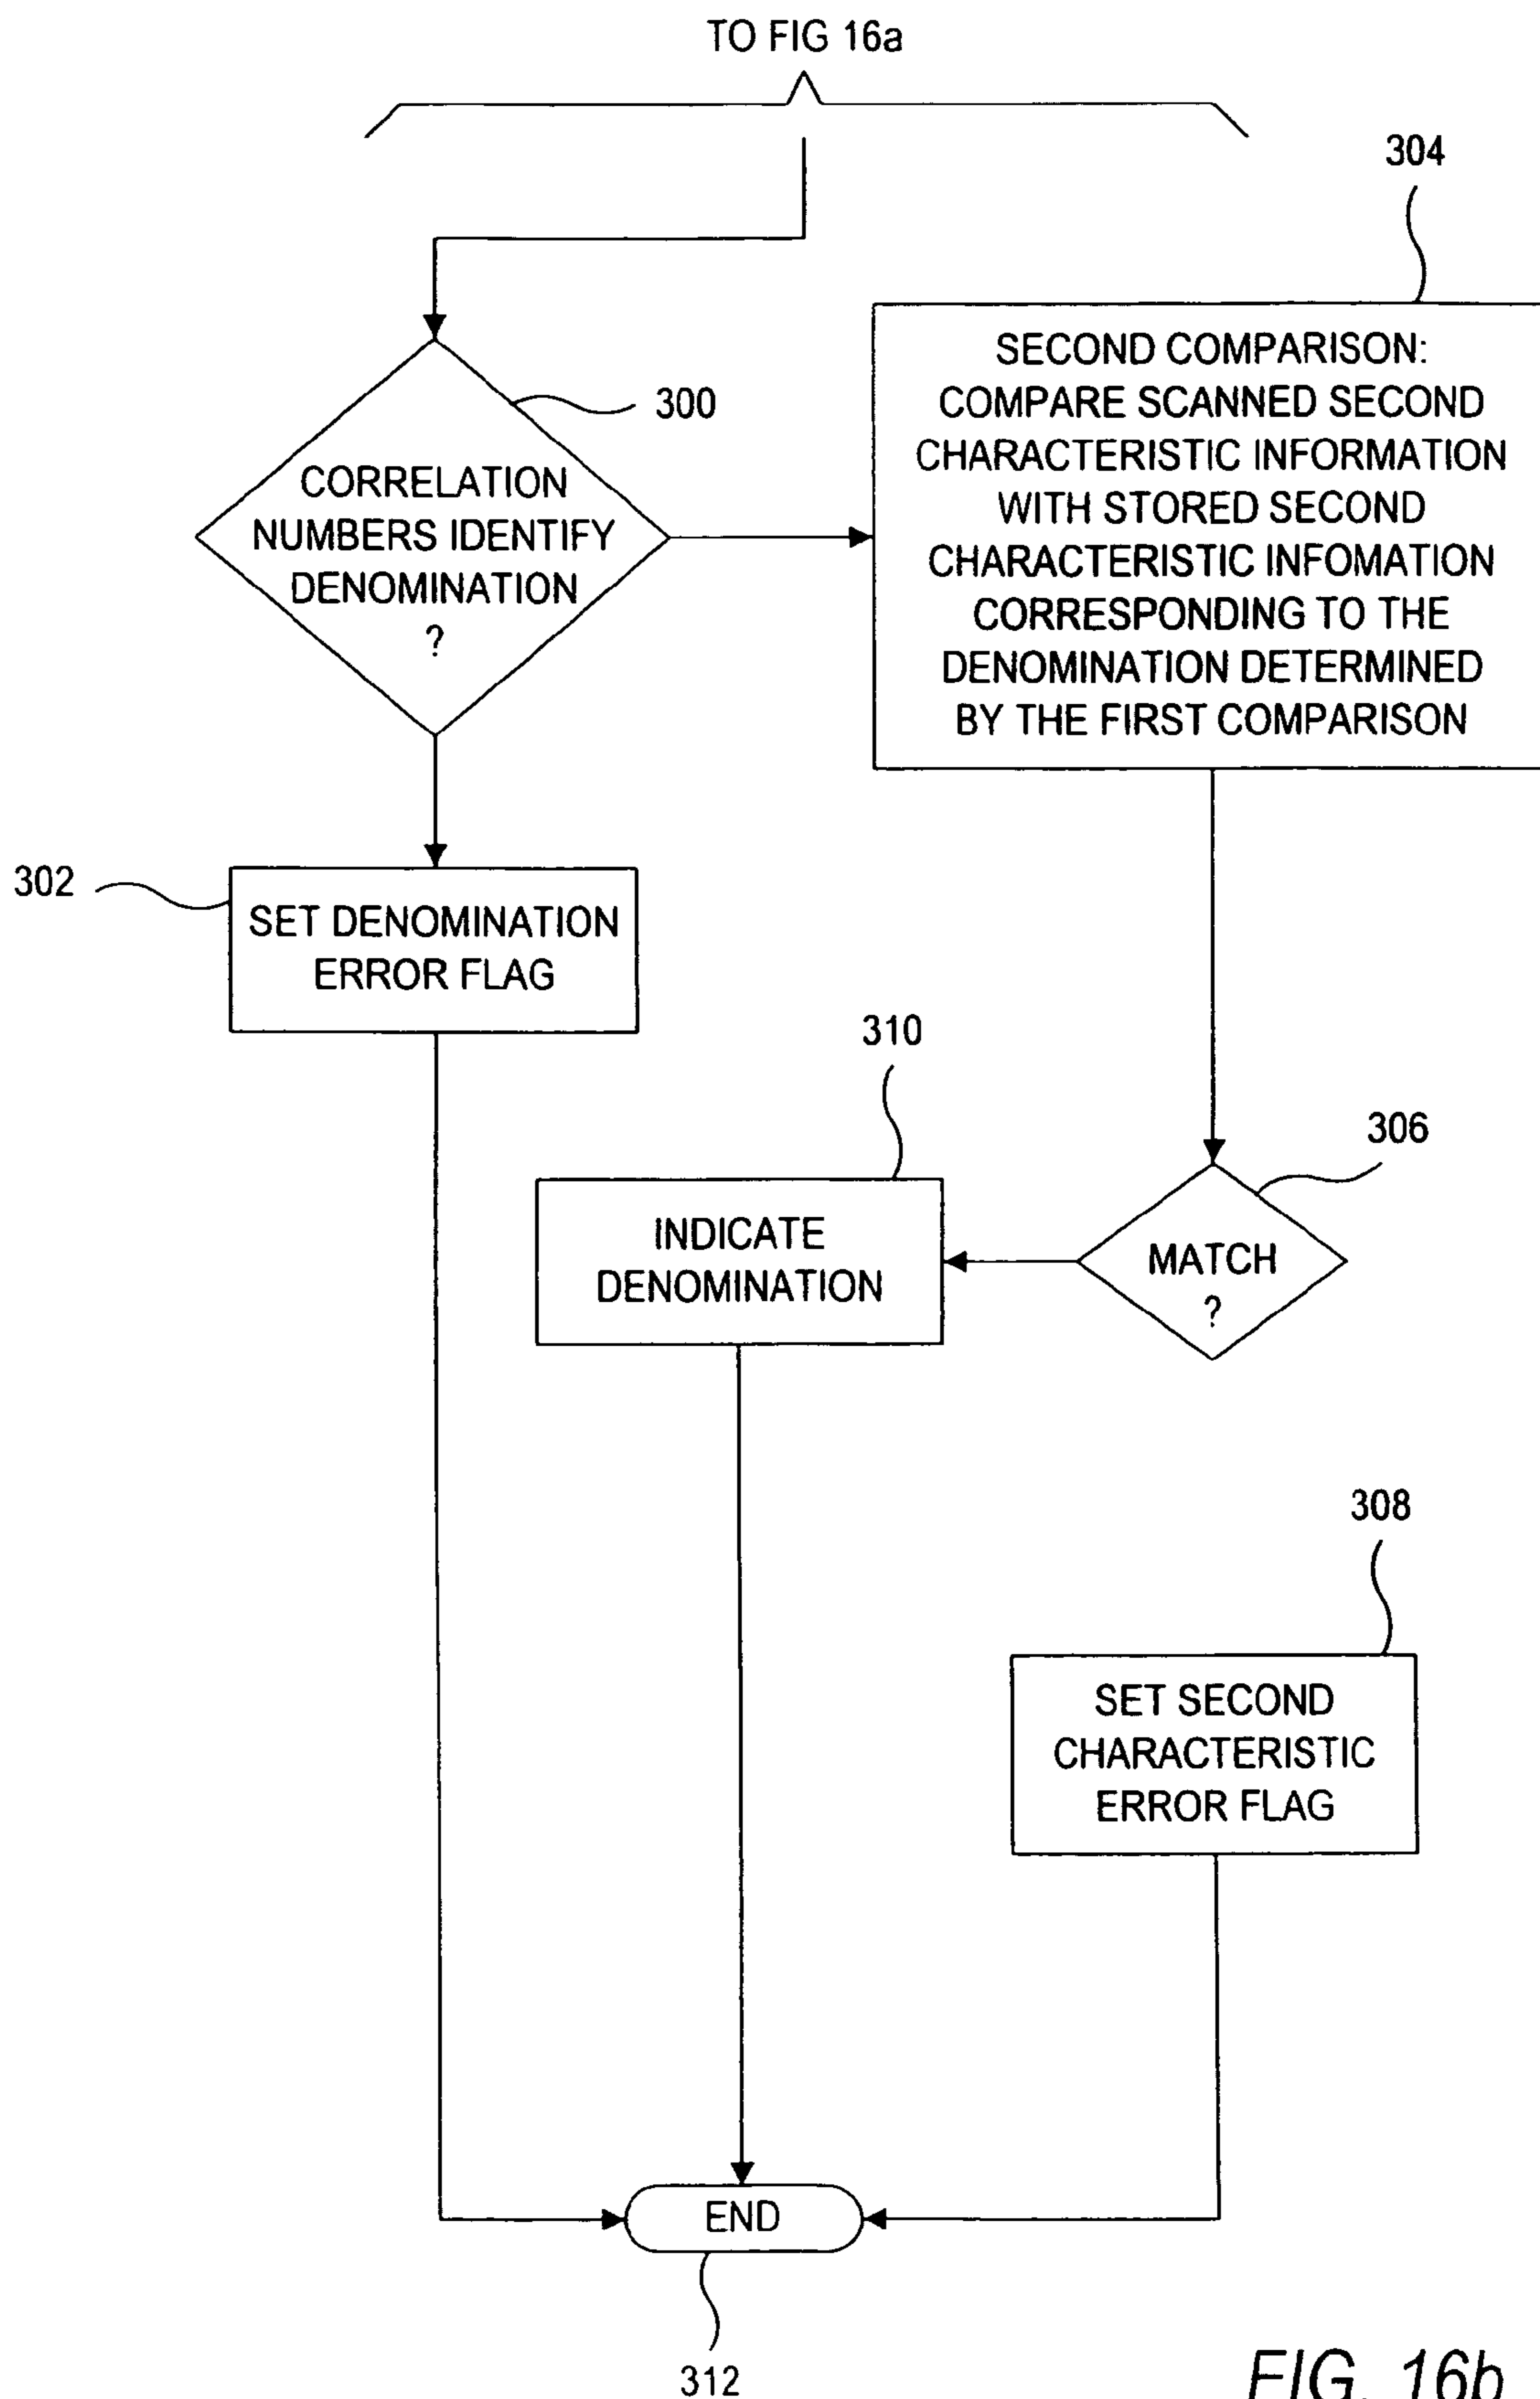 TO FIG 16a
304
SECOND COMPARISON:
COMPARE SCANNED SECOND
CHARACTERISTIC INFORMATION
WITH STORED SECOND
CHARACTERISTIC INFOMATION
CORRESPONDING TO THE
DENOMINATION DETERMINED
BY THE FIRST COMPARISON
300
CORRELATION
NUMBERS IDENTIFY
DENOMINATION
?
302
SET DENOMINATION
ERROR FLAG
310
INDICATE
DENOMINATION
306
MATCH
?
308
SET SECOND
CHARACTERISTIC
ERROR FLAG
END
312
FIG. 16b